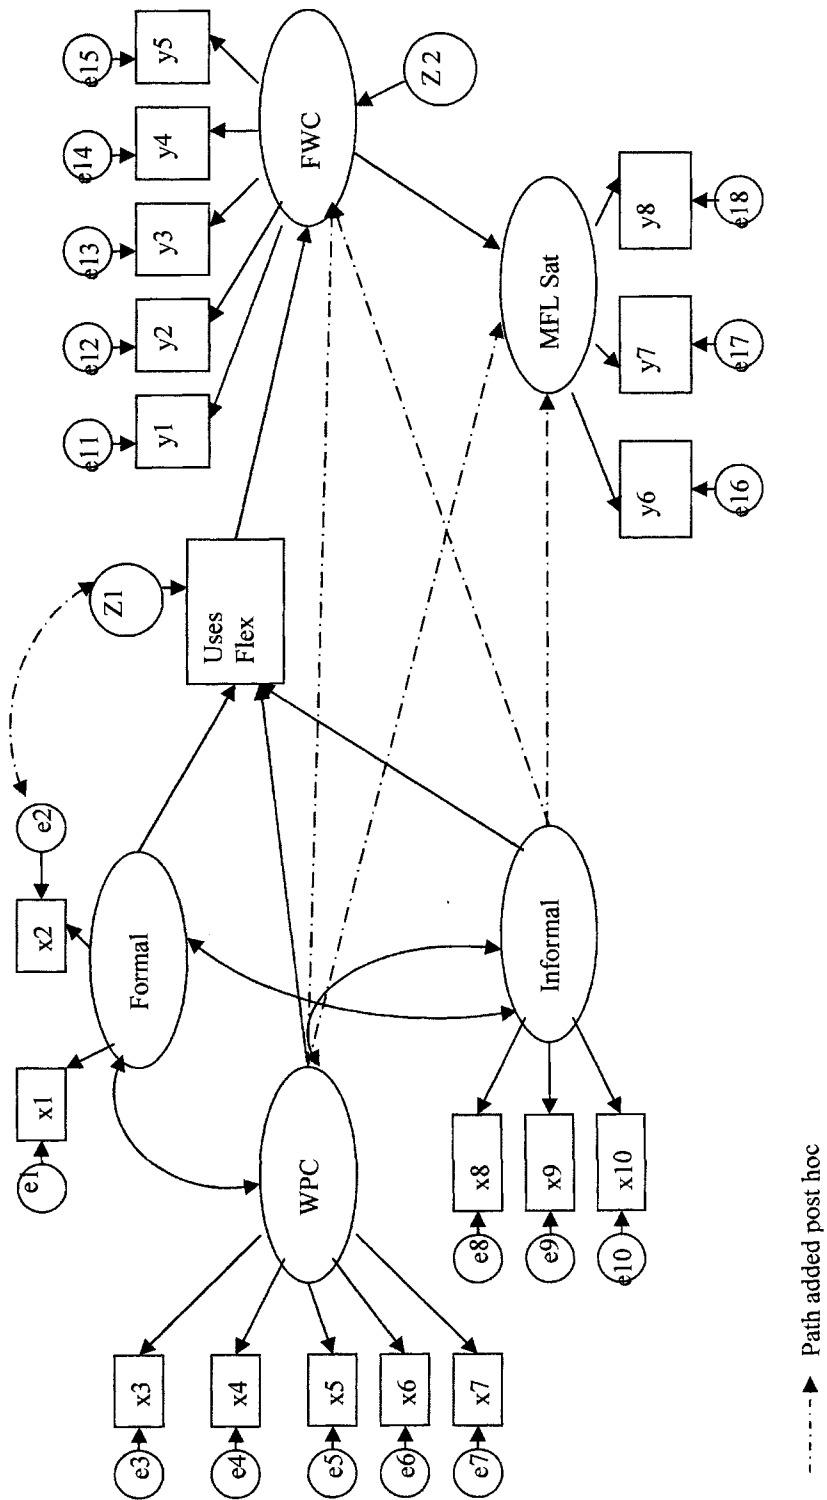 e1
x1
e2
x2
Formal
Z1
Uses
Flex
e11
e12
e13
e14
e15
y1
y2
y3
y4
y5
FWC
Z 2
e3
x3
e4
x4
e5
x5
e6
x6
e7
x7
WPC
e8
x8
e9
x9
e10
x10
Informal
MFL Sat
y6
y7
y8
e16
e17
e18
Path added post hoc